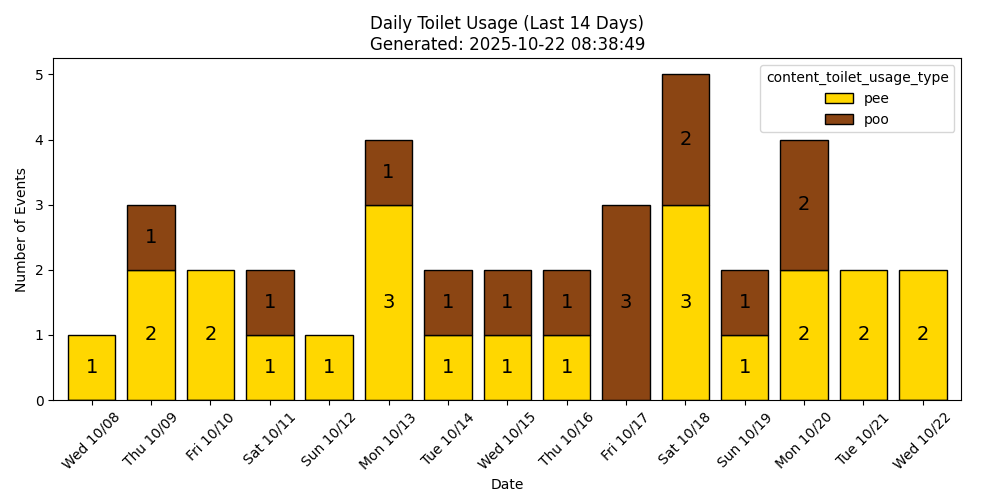 Daily Toilet Usage (Last 14 Days)
Generated: 2025-10-22 08:38:49
content_toilet_usage_type
pee
poo
Number of Events
5
4
3
2
1
0
1
2 1
2
1 1
1
3 1
1 1
1 1
1 1
3
3 2
1 1
2 2
2
2
Wed 10/08
Thu 10/09
Fri 10/10
Sat 10/11
Sun 10/12
Mon 10/13
Tue 10/14
Wed 10/15
Thu 10/16
Fri 10/17
Sat 10/18
Sun 10/19
Mon 10/20
Tue 10/21
Wed 10/22
Date